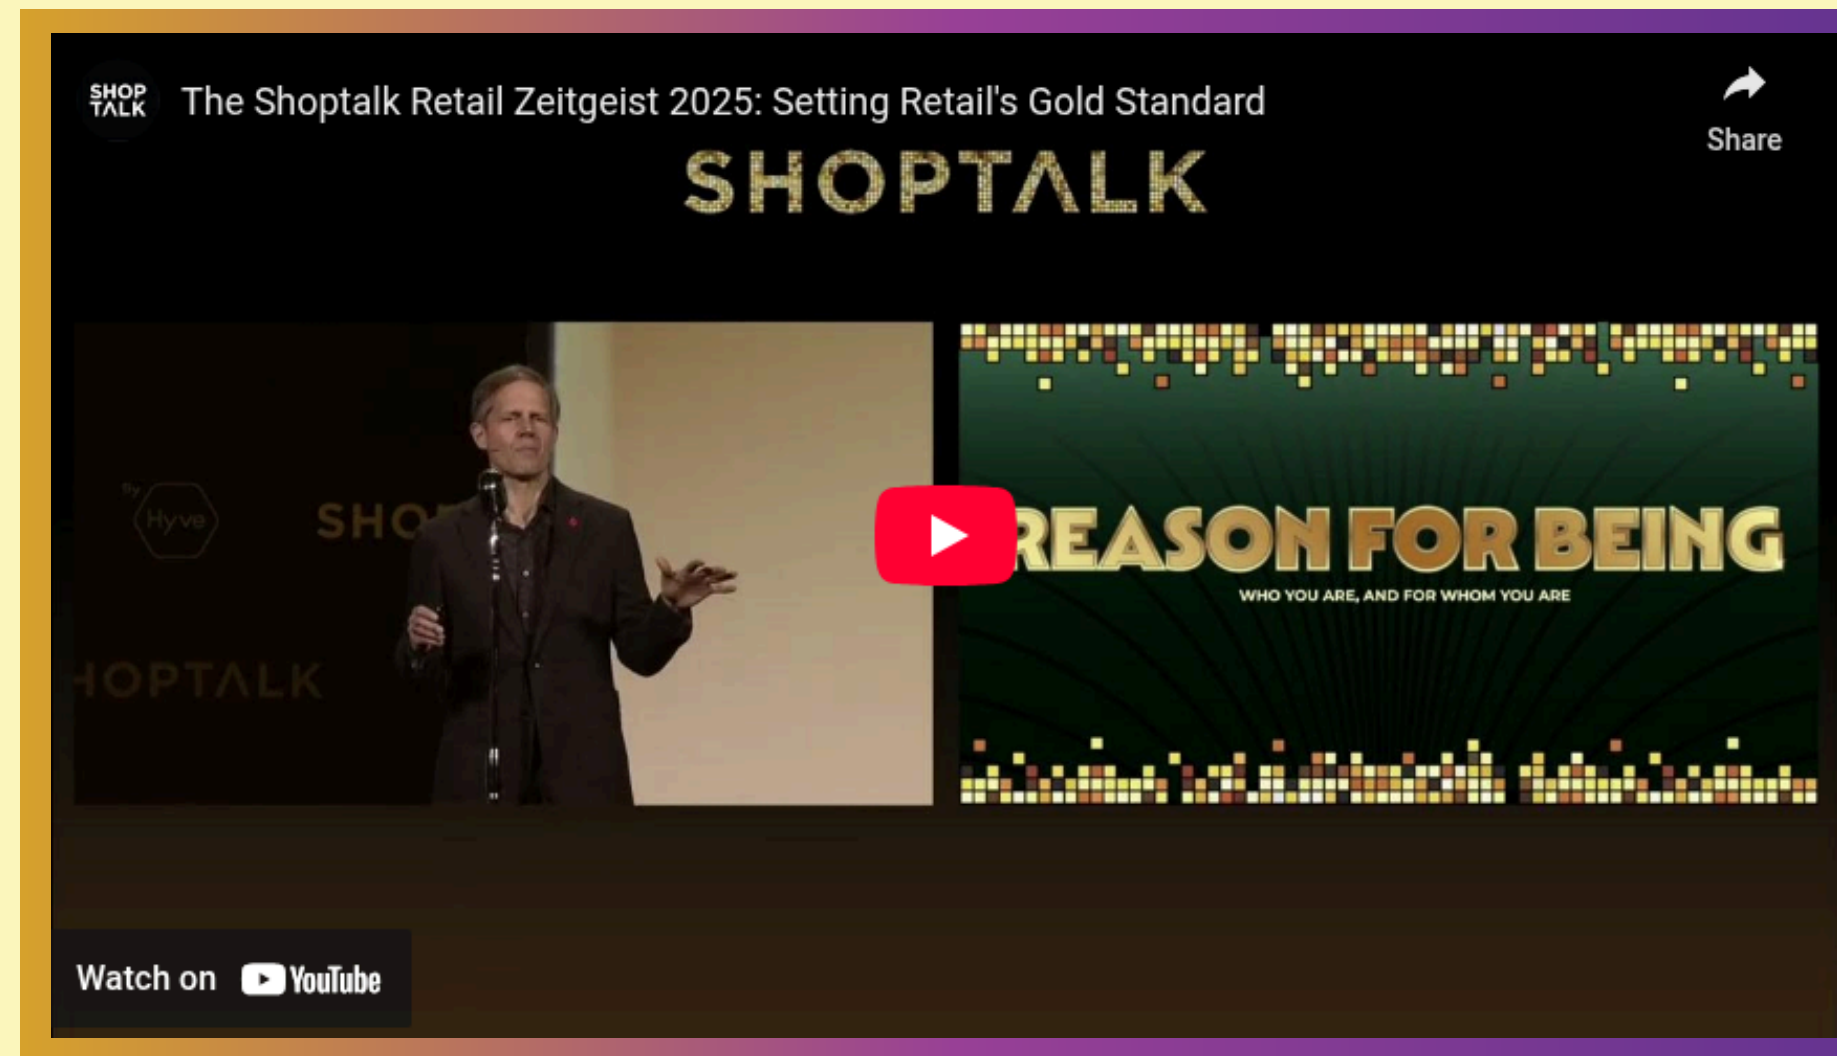 SHOP
TALK
The Shoptalk Retail Zeitgeist 2025: Setting Retail's Gold Standard
Share
SHOPTALK
By
Hyve
SHO
HOPTALK
REASON FOR BEING
WHO YOU ARE, AND FOR WHOM YOU ARE
Watch on YouTube